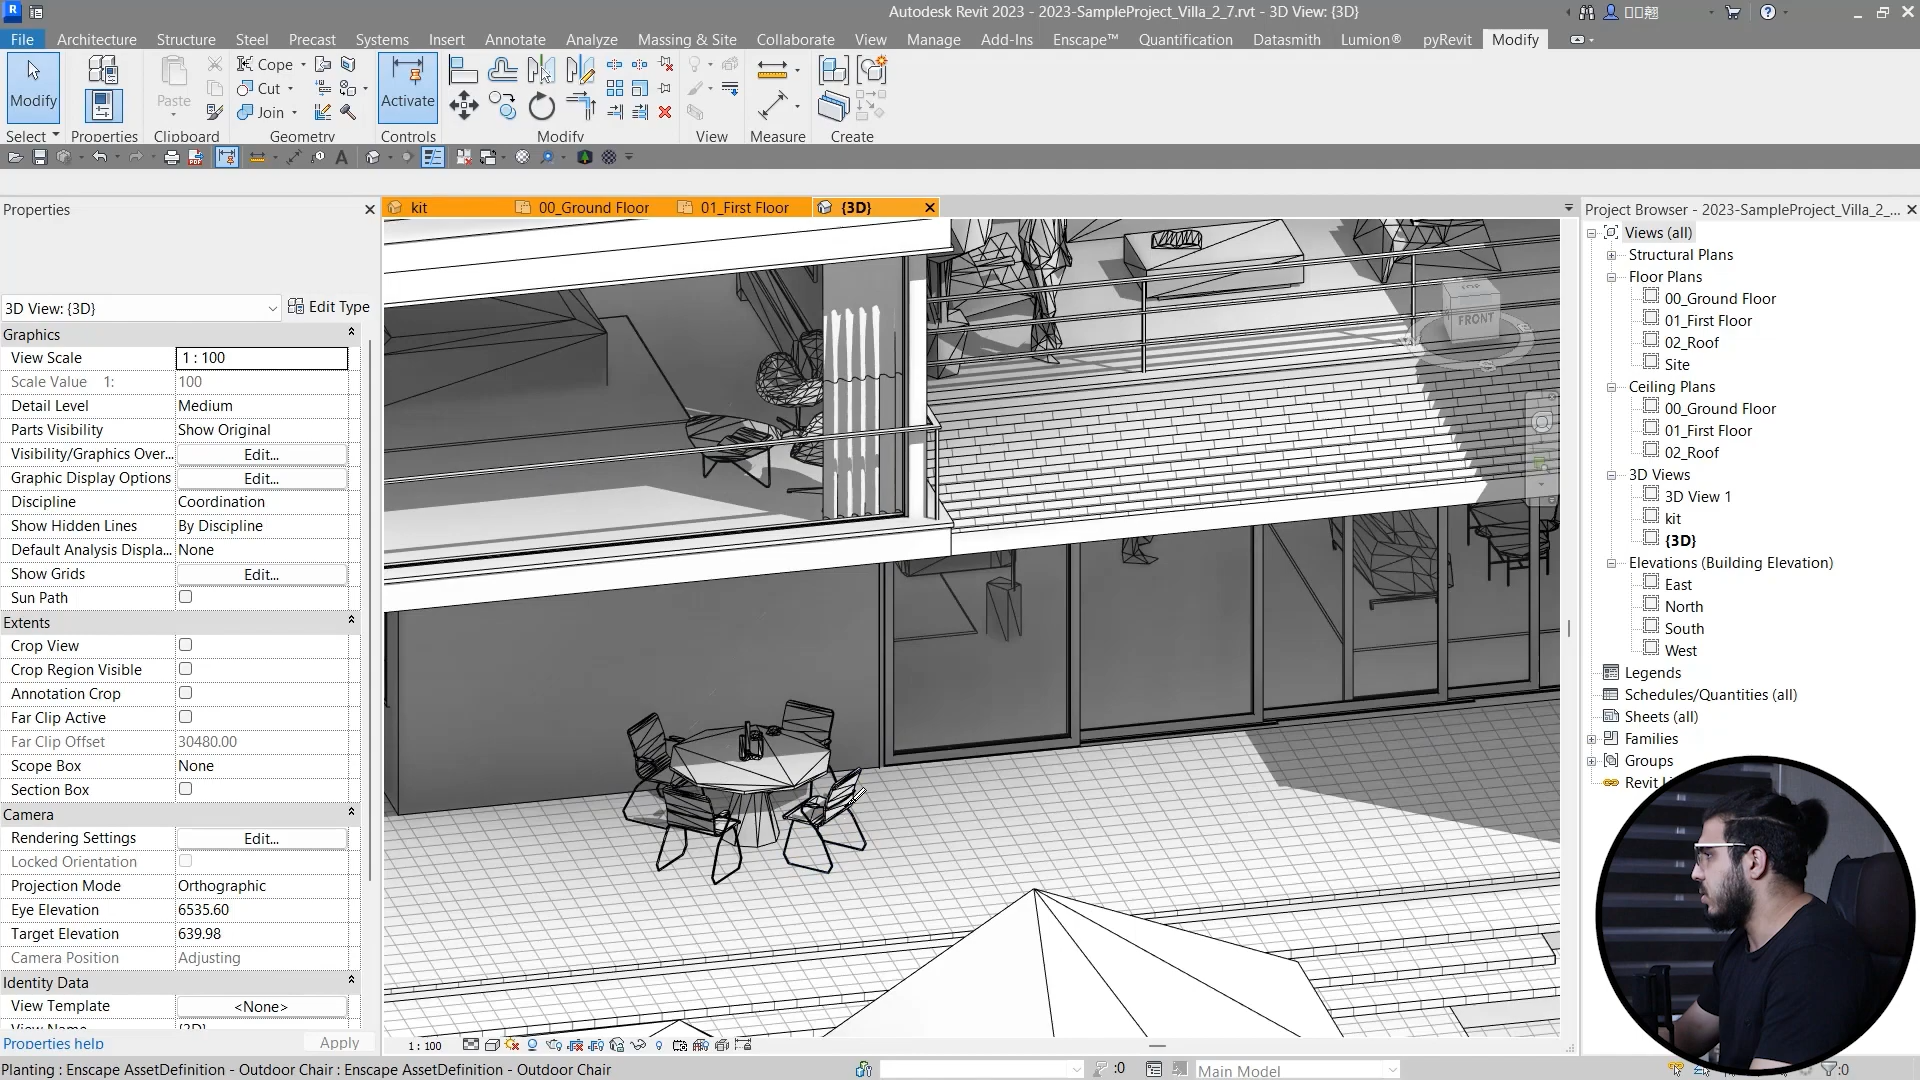 Autodesk Revit 2023 - 2023-SampleProject_Villa_2_7.rvt - 3D View: {3D}
File Architecture Structure Steel Precast Systems Insert Annotate Analyze Massing & Site Collaborate View Manage Add-Ins Enscape™ Quantification Datasmith Lumion® pyRevit Modify
Modify
Paste
Cope
Cut
Join
Activate
Select Properties Clipboard Geometry Controls Modify View Measure Create
Properties
kit 00_Ground Floor 01_First Floor {3D}
Project Browser - 2023-SampleProject_Villa_2_...
3D View: {3D} Edit Type
Graphics
View Scale 1 : 100
Scale Value 1: 100
Detail Level Medium
Parts Visibility Show Original
Visibility/Graphics Over... Edit...
Graphic Display Options Edit...
Discipline Coordination
Show Hidden Lines By Discipline
Default Analysis Displa... None
Show Grids Edit...
Sun Path
Extents
Crop View
Crop Region Visible
Annotation Crop
Far Clip Active
Far Clip Offset 30480.00
Scope Box None
Section Box
Camera
Rendering Settings Edit...
Locked Orientation
Projection Mode Orthographic
Eye Elevation 6535.60
Target Elevation 639.98
Camera Position Adjusting
Identity Data
View Template <None>
View Name {3D}
Properties help Apply
FRONT
Views (all)
Structural Plans
Floor Plans
00_Ground Floor
01_First Floor
02_Roof
Site
Ceiling Plans
00_Ground Floor
01_First Floor
02_Roof
3D Views
3D View 1
kit
{3D}
Elevations (Building Elevation)
East
North
South
West
Legends
Schedules/Quantities (all)
Sheets (all)
Families
Groups
Revit
1 : 100
Planting : Enscape AssetDefinition - Outdoor Chair : Enscape AssetDefinition - Outdoor Chair
:0
Main Model
:0